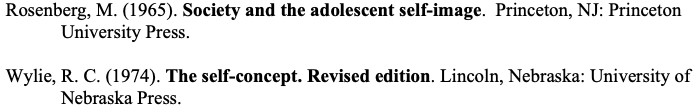 Rosenberg, M. (1965). Society and the adolescent self-image. Princeton, NJ: Princeton
University Press.
Wylie, R. C. (1974). The self-concept. Revised edition. Lincoln, Nebraska: University of
Nebraska Press.